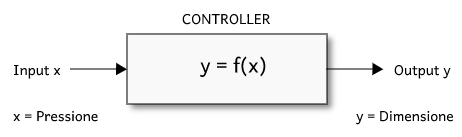 CONTROLLER
y = f(x)
Input x
Output y
x = Pressione
y = Dimensione